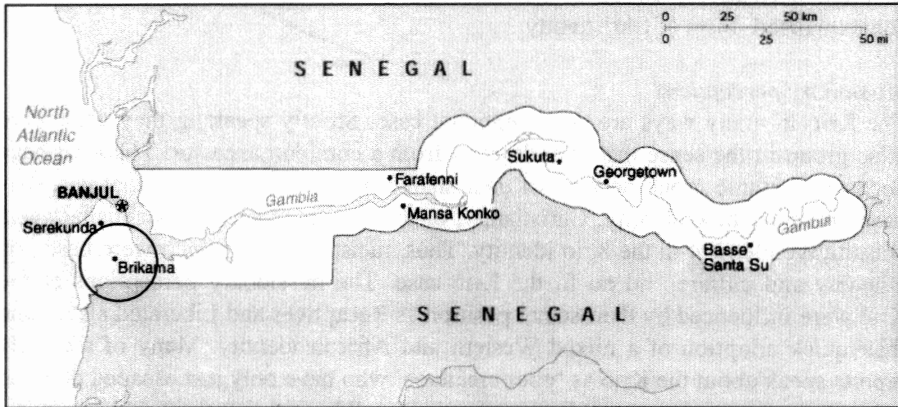 0 25 50 km
0 25 50 mi
SENEGAL
North
Atlantic
Ocean
BANJUL
Serekunda
Brikama
Gambia
Farafenni
Mansa Konko
Sukuta
Georgetown
Gambia
Basse
Santa Su
SENEGAL